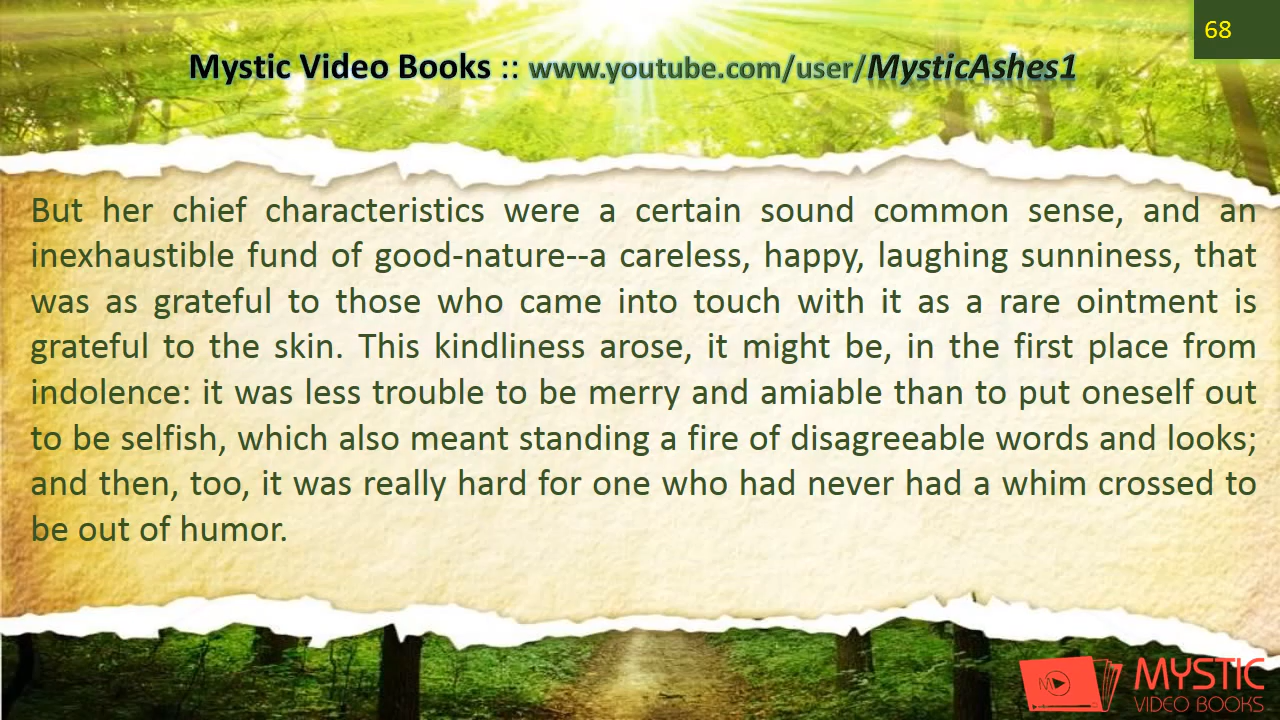 68
Mystic Video Books :: www.youtube.com/user/MysticAshes1
But her chief characteristics were a certain sound common sense, and an
inexhaustible fund of good-nature--a careless, happy, laughing sunniness, that
was as grateful to those who came into touch with it as a rare ointment is
grateful to the skin. This kindliness arose, it might be, in the first place from
indolence: it was less trouble to be merry and amiable than to put oneself out
to be selfish, which also meant standing a fire of disagreeable words and looks;
and then, too, it was really hard for one who had never had a whim crossed to
be out of humor.
MYSTIC
VIDEO BOOKS